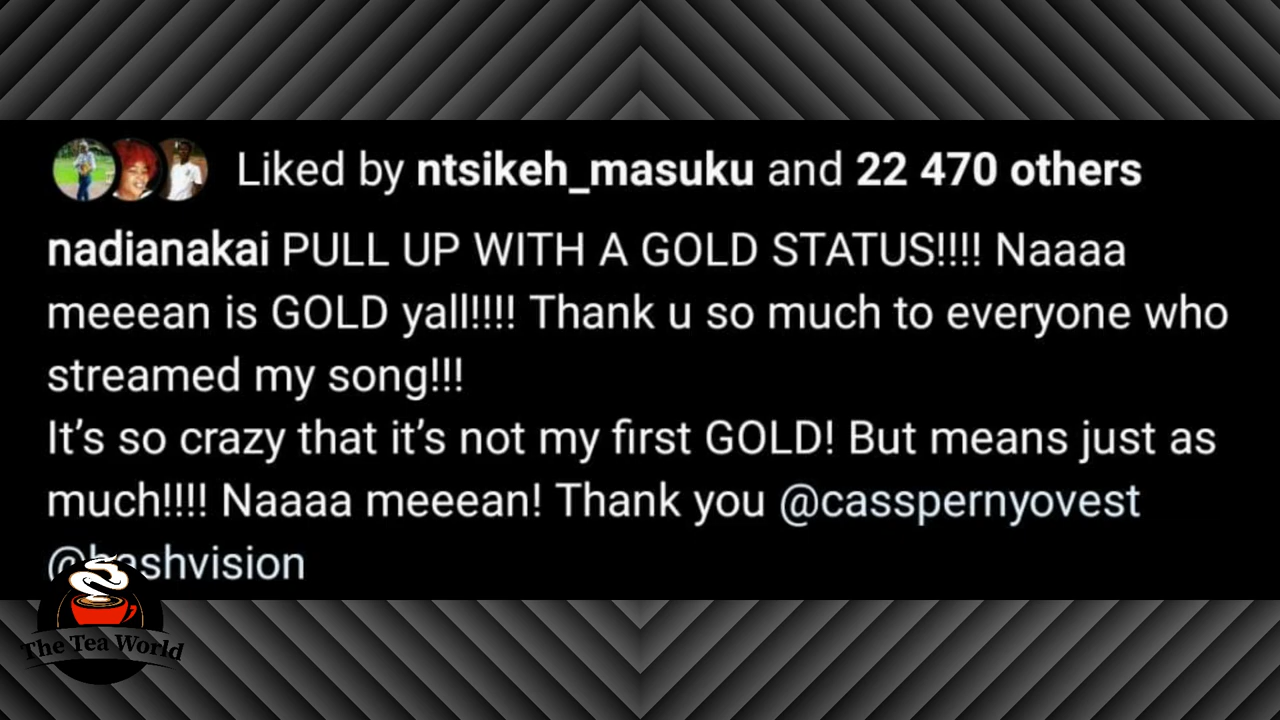 Liked by ntsikeh_masuku and 22 470 others
nadianakai PULL UP WITH A GOLD STATUS!!!! Naaaa
meeean is GOLD yall!!!! Thank u so much to everyone who
streamed my song!!!
It's so crazy that it's not my first GOLD! But means just as
much!!!! Naaaa meeean! Thank you @casspernyovest
@bashvision
The Tea World